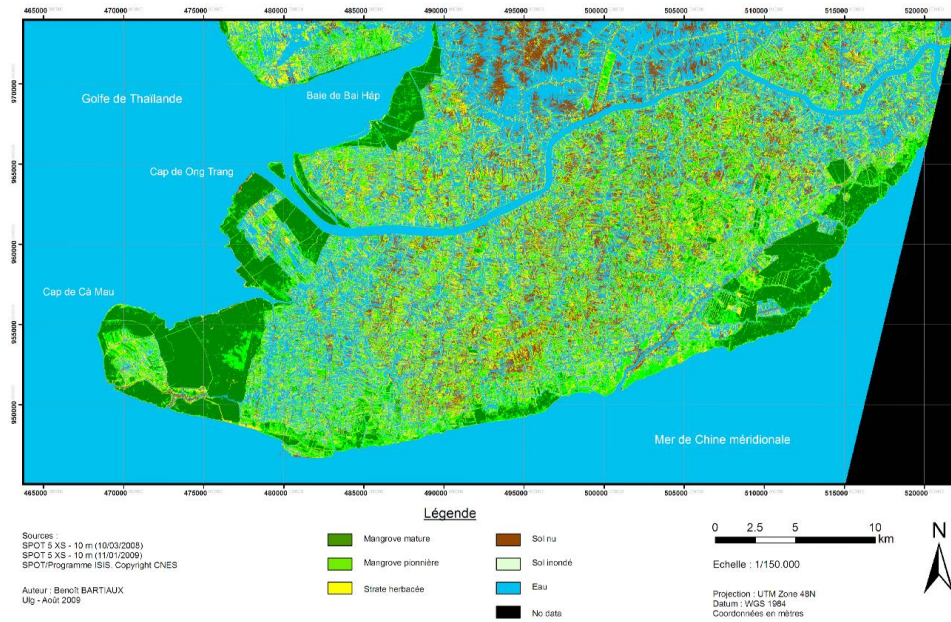 465000 470000 475000 480000 485000 490000 495000 500000 505000 510000 515000 520000
970000
965000
960000
955000
950000
Golfe de Thaïlande
Baie de Bai Háp
Cap de Ong Trang
Cap de Cà Mau
Mer de Chine méridionale
465000 470000 475000 480000 485000 490000 495000 500000 505000 510000 515000 520000
Légende
Sources :
SPOT 5 XS - 10 m (10/03/2008)
SPOT 5 XS - 10 m (11/01/2009)
SPOT/Programme ISIS. Copyright CNES
Auteur : Benoît BARTIAUX
Ulg - Août 2009
Mangrove mature
Mangrove pionnière
Strate herbacée
Sol nu
Sol inondé
Eau
No data
0 2.5 5 10
km
Echelle : 1/150.000
Projection : UTM Zone 48N
Datum : WGS 1984
Coordonnées en mètres
N